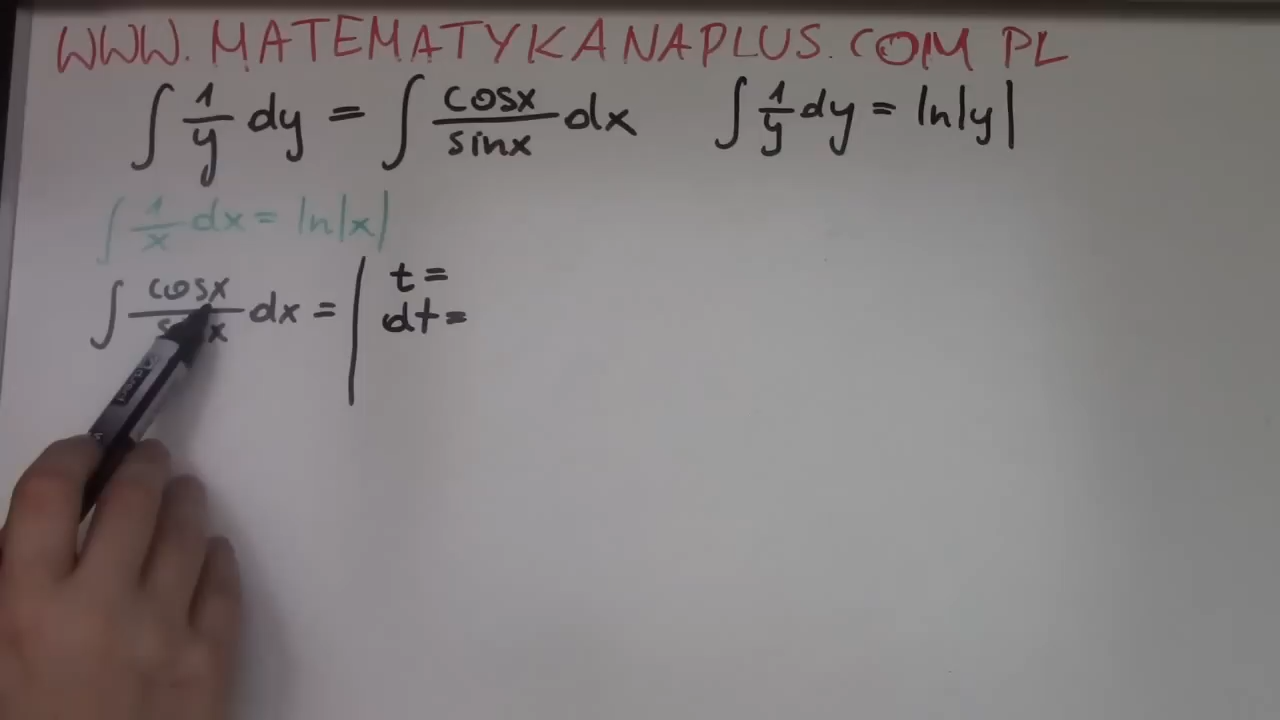 WWW.MATEMATYKANAPLUS.COM.PL
∫ 1/y dy = ∫ cosx/sinx dx   ∫ 1/y dy = ln|y|
∫ 1/x dx = ln|x|
∫ cosx/sinx dx = | t =
dt =